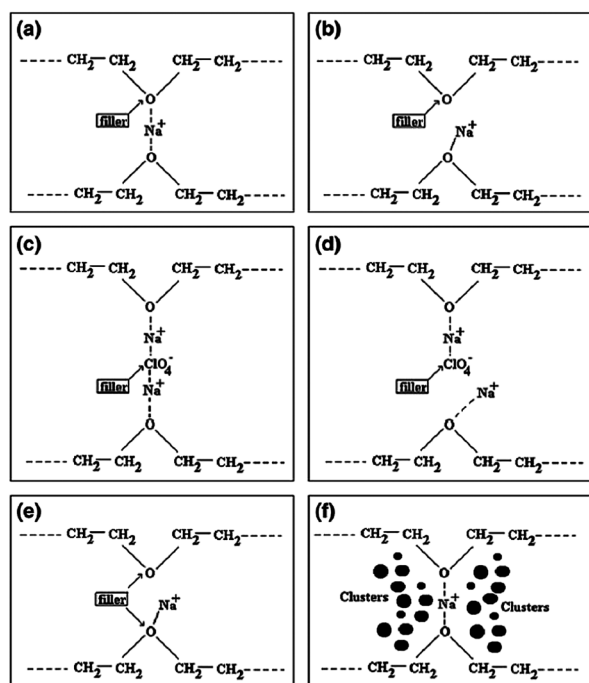 (a)
CH₂—CH₂ CH₂—CH₂
O
filler
Na⁺
O
CH₂—CH₂ CH₂—CH₂
(b)
CH₂—CH₂ CH₂—CH₂
O
filler
Na⁺
O
CH₂—CH₂ CH₂—CH₂
(c)
CH₂—CH₂ CH₂—CH₂
O
Na⁺
ClO₄⁻
filler
Na⁺
O
CH₂—CH₂ CH₂—CH₂
(d)
CH₂—CH₂ CH₂—CH₂
O
Na⁺
ClO₄⁻
filler
Na⁺
O
CH₂—CH₂ CH₂—CH₂
(e)
CH₂—CH₂ CH₂—CH₂
O
filler
Na⁺
O
CH₂—CH₂ CH₂—CH₂
(f)
CH₂—CH₂ CH₂—CH₂
O
Clusters Na⁺ Clusters
O
CH₂—CH₂ CH₂—CH₂